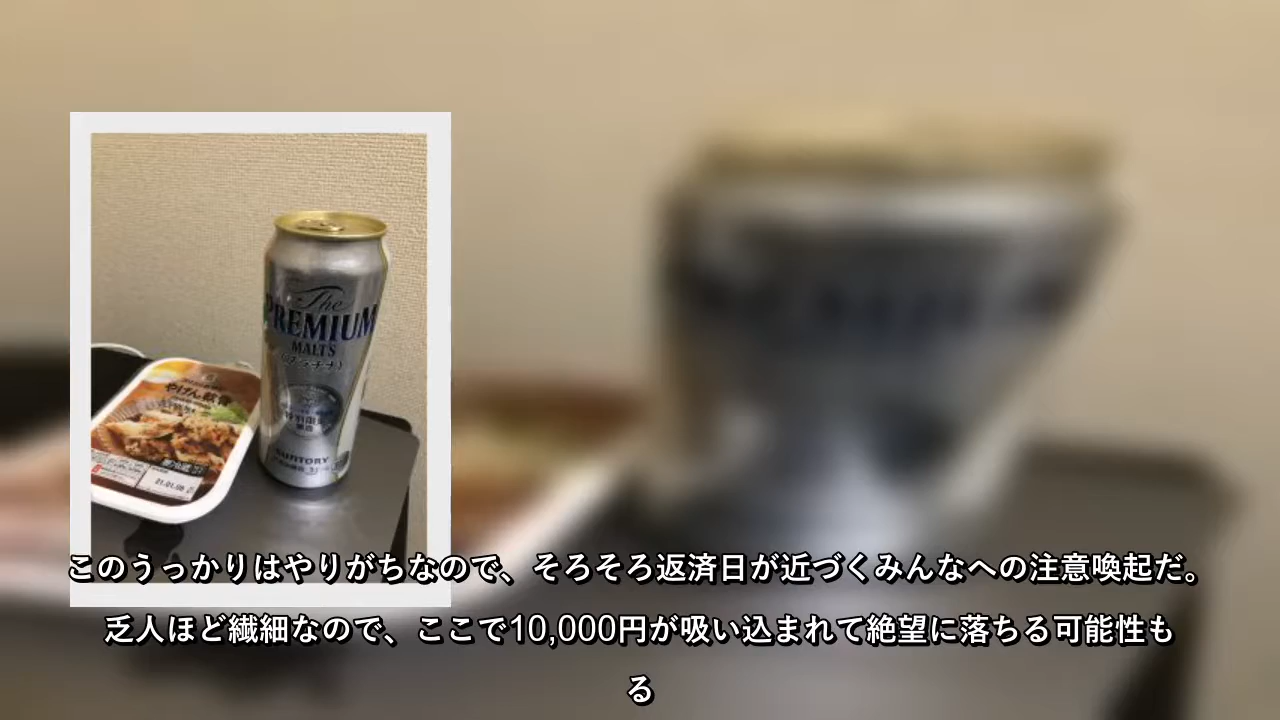 The
PREMIUM
MALTS
SUNTORY
やげん軟骨
21.01.08
このうっかりはやりがちなので、そろそろ返済日が近づくみんなへの注意喚起だ。
乏人ほど繊細なので、ここで10,000円が吸い込まれて絶望に落ちる可能性も
る